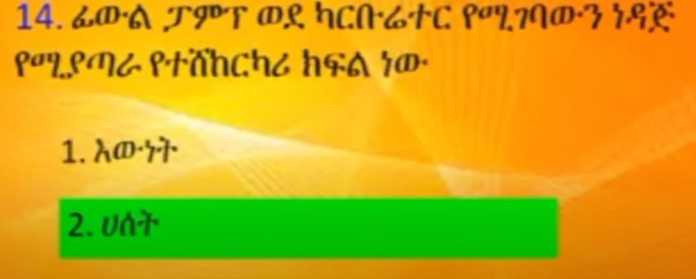 14. ፊውል ፓምፕ ወደ ካርቡሬተር የሚገባውን ነዳጅ
የሚያጣራ የተሽከርካሪ ክፍል ነው
1. እውነት
2. ሀሰት